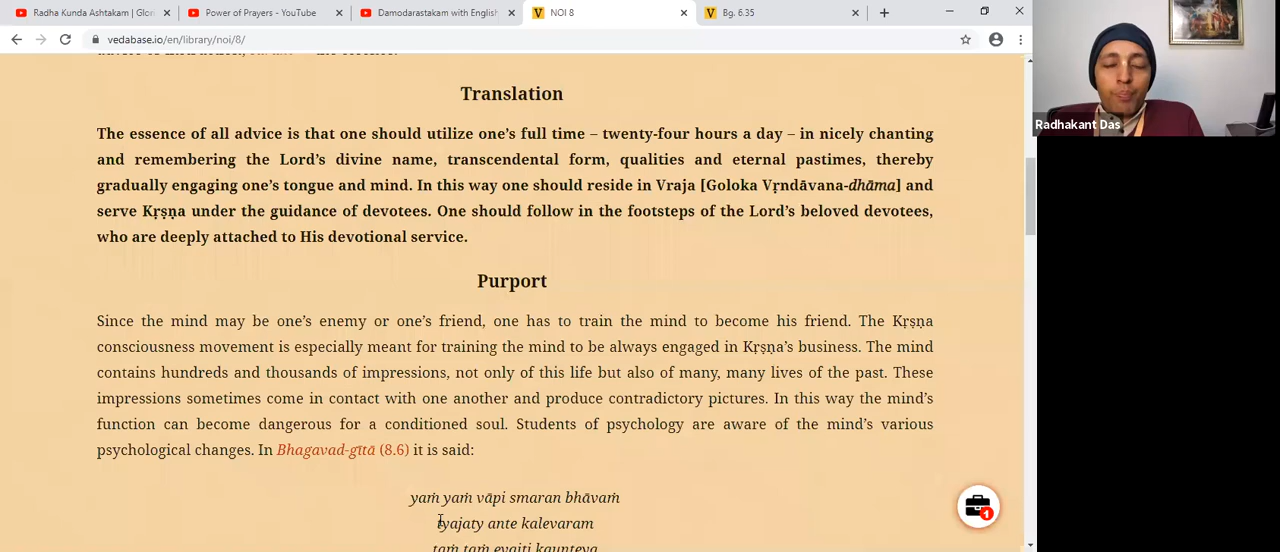 Radha Kunda Ashtakam | Glori
Power of Prayers - YouTube
Damodarastakam with English
NOI 8
Bg. 6.35
vedabase.io/en/library/noi/8/
Translation
The essence of all advice is that one should utilize one's full time – twenty-four hours a day – in nicely chanting
and remembering the Lord's divine name, transcendental form, qualities and eternal pastimes, thereby
gradually engaging one's tongue and mind. In this way one should reside in Vraja [Goloka Vṛndāvana-dhāma] and
serve Kṛṣṇa under the guidance of devotees. One should follow in the footsteps of the Lord's beloved devotees,
who are deeply attached to His devotional service.
Purport
Since the mind may be one's enemy or one's friend, one has to train the mind to become his friend. The Kṛṣṇa
consciousness movement is especially meant for training the mind to be always engaged in Kṛṣṇa's business. The mind
contains hundreds and thousands of impressions, not only of this life but also of many, many lives of the past. These
impressions sometimes come in contact with one another and produce contradictory pictures. In this way the mind's
function can become dangerous for a conditioned soul. Students of psychology are aware of the mind's various
psychological changes. In Bhagavad-gītā (8.6) it is said:
yaṁ yaṁ vāpi smaran bhāvaṁ
tyajaty ante kalevaram
taṁ tam evaiti kaunteya
Radhakant Das
1